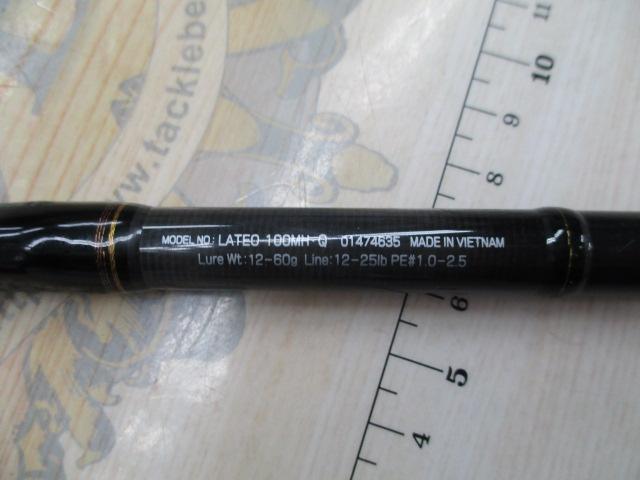 MODEL NO.: LATEO 100MH-Q 01474635 MADE IN VIETNAM
Lure Wt:12-60g Line:12-25lb PE#1.0-2.5
www.tacklebe
11
10
9
8
6
5
4